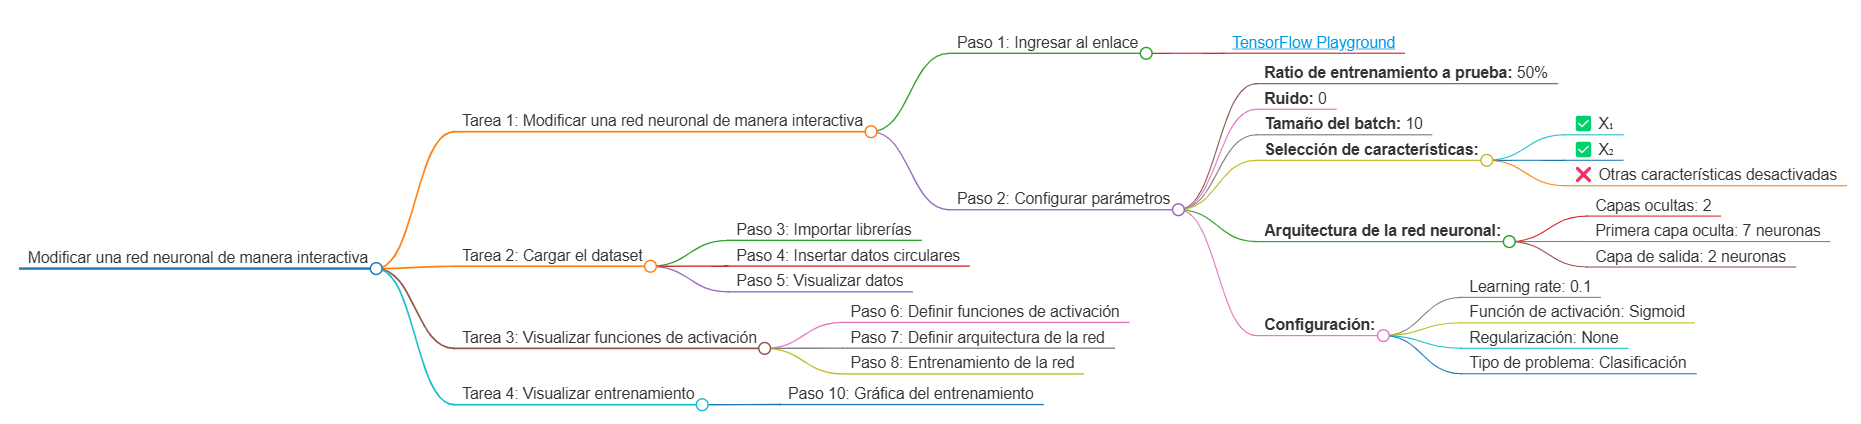 Modificar una red neuronal de manera interactiva
Tarea 1: Modificar una red neuronal de manera interactiva
Paso 1: Ingresar al enlace
TensorFlow Playground
Paso 2: Configurar parámetros
Ratio de entrenamiento a prueba: 50%
Ruido: 0
Tamaño del batch: 10
Selección de características:
✅ X₁
✅ X₂
❌ Otras características desactivadas
Arquitectura de la red neuronal:
Capas ocultas: 2
Primera capa oculta: 7 neuronas
Capa de salida: 2 neuronas
Configuración:
Learning rate: 0.1
Función de activación: Sigmoid
Regularización: None
Tipo de problema: Clasificación
Tarea 2: Cargar el dataset
Paso 3: Importar librerías
Paso 4: Insertar datos circulares
Paso 5: Visualizar datos
Tarea 3: Visualizar funciones de activación
Paso 6: Definir funciones de activación
Paso 7: Definir arquitectura de la red
Paso 8: Entrenamiento de la red
Tarea 4: Visualizar entrenamiento
Paso 10: Gráfica del entrenamiento